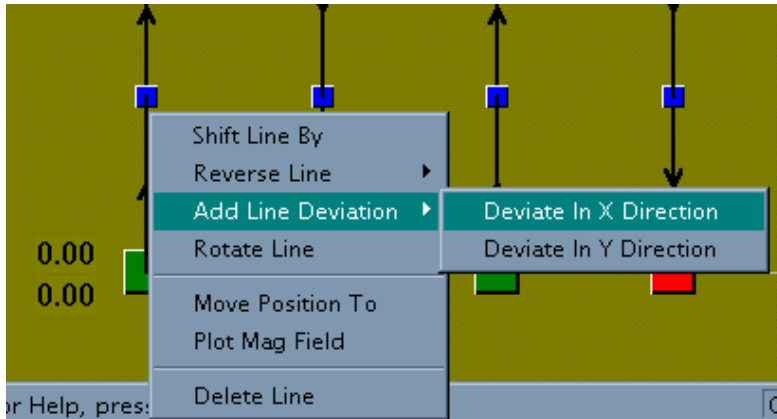 Shift Line By
Reverse Line
Add Line Deviation
Deviate In X Direction
Rotate Line
Deviate In Y Direction
0.00
0.00
Move Position To
Plot Mag Field
Delete Line
or Help, pres